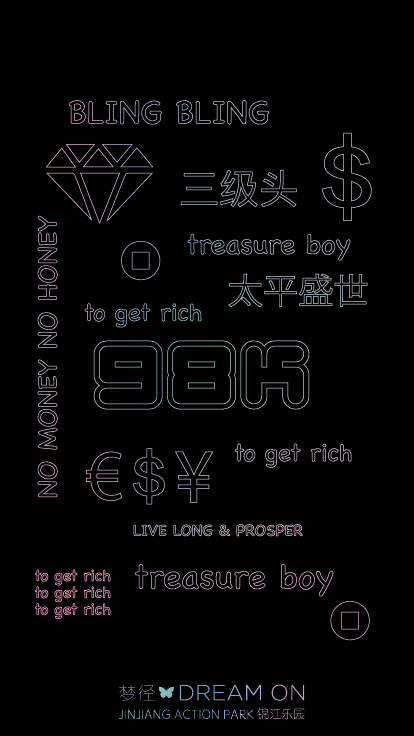 BLING BLING
三级头
$
treasure boy
太平盛世
NO MONEY NO HONEY
to get rich
98K
to get rich
€$¥
LIVE LONG & PROSPER
to get rich
to get rich
to get rich
treasure boy
梦径 DREAM ON
JINJIANG ACTION PARK 锦江乐园